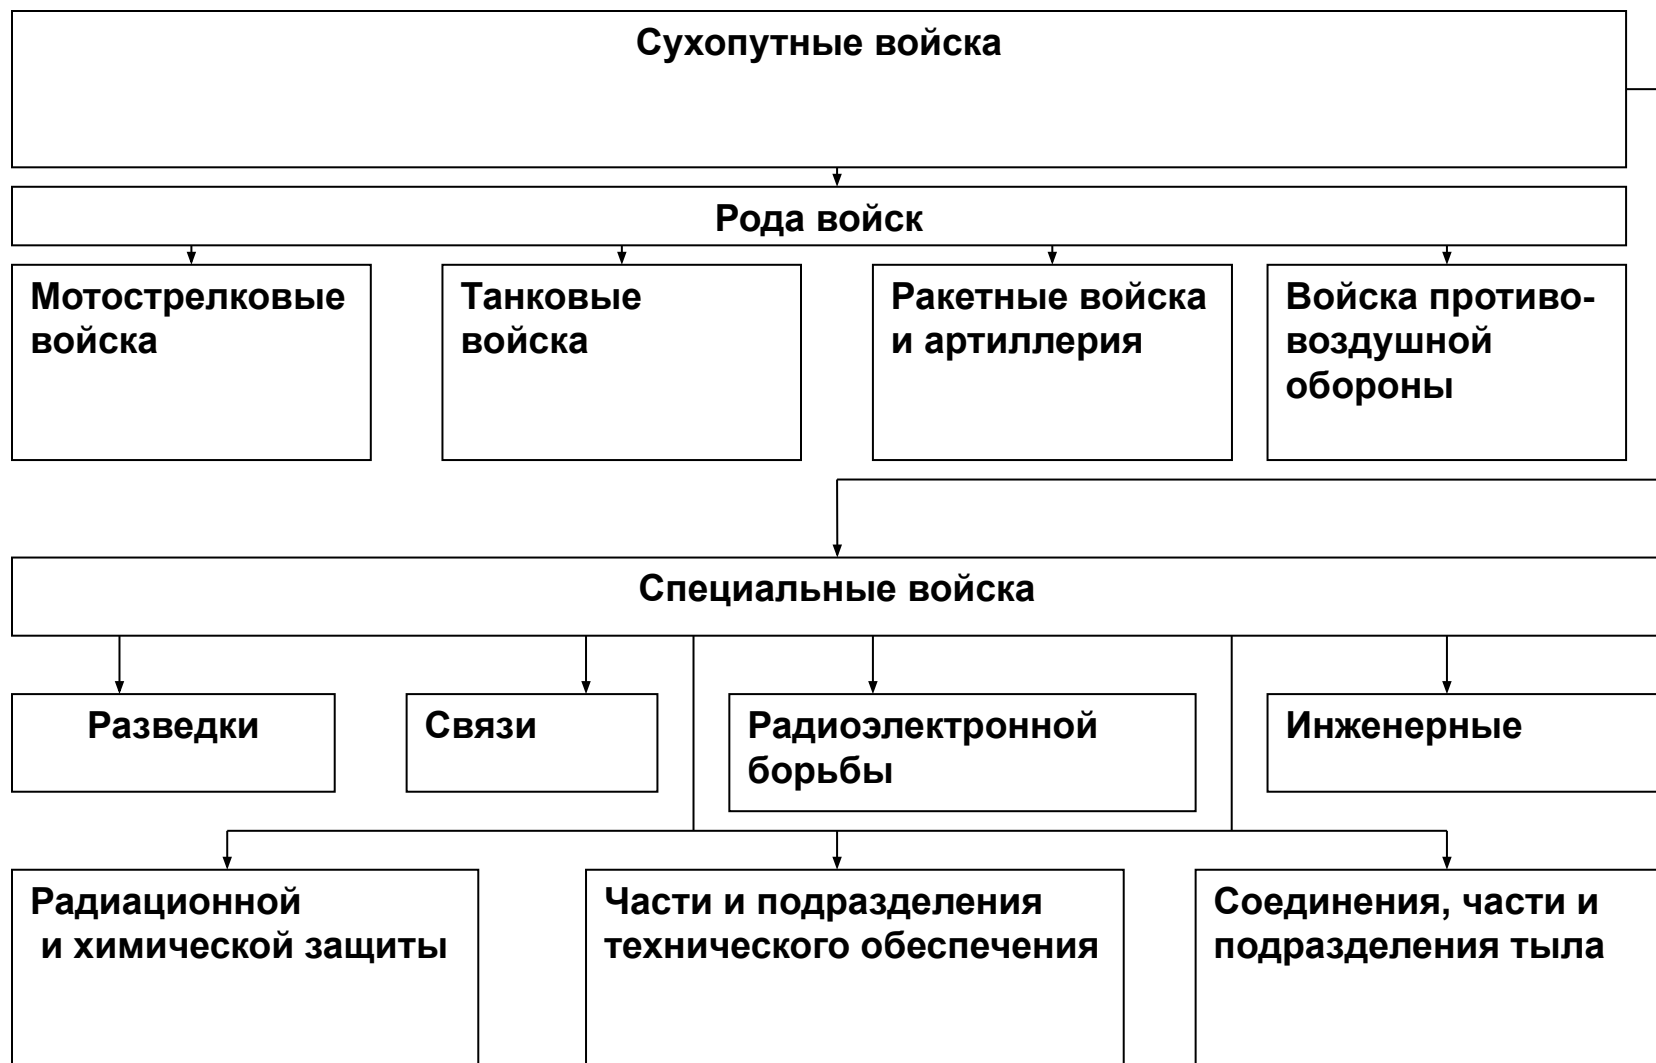 Сухопутные войска
Рода войск
Мотострелковые
войска
Танковые
войска
Ракетные войска
и артиллерия
Войска противо-
воздушной
обороны
Специальные войска
Разведки
Связи
Радиоэлектронной
борьбы
Инженерные
Радиационной
и химической защиты
Части и подразделения
технического обеспечения
Соединения, части и
подразделения тыла